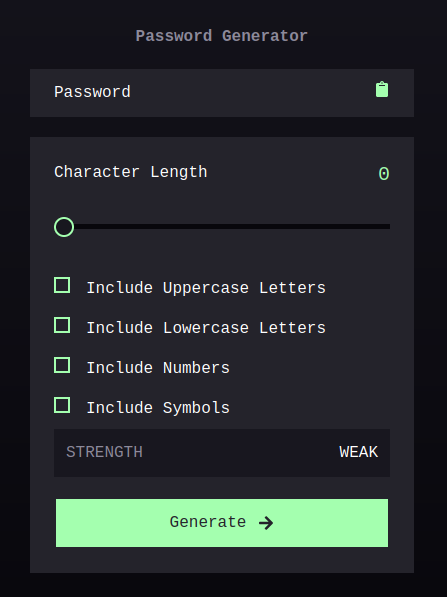 Password Generator
Password
Character Length 0
Include Uppercase Letters
Include Lowercase Letters
Include Numbers
Include Symbols
STRENGTH WEAK
Generate →